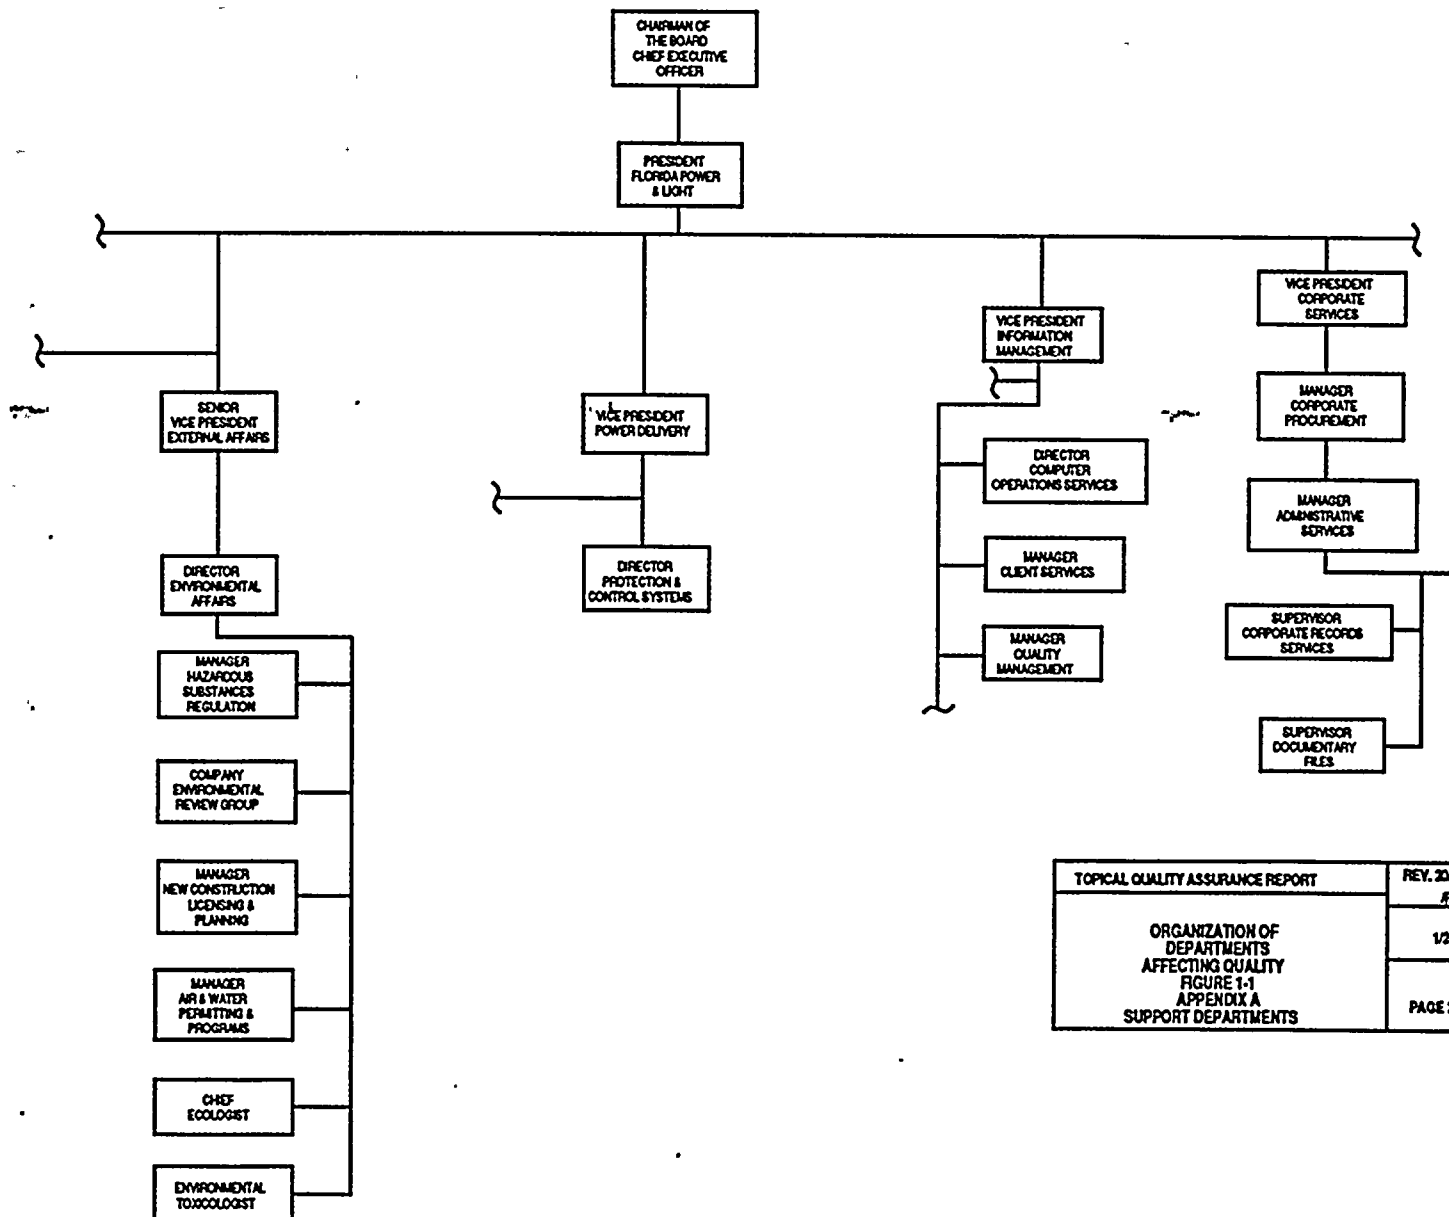 CHAIRMAN OF
THE BOARD
CHIEF EXECUTIVE
OFFICER
PRESIDENT
FLORIDA POWER
& LIGHT
SENIOR
VICE PRESIDENT
EXTERNAL AFFAIRS
DIRECTOR
ENVIRONMENTAL
AFFAIRS
MANAGER
HAZARDOUS
SUBSTANCES
REGULATION
COMPANY
ENVIRONMENTAL
REVIEW GROUP
MANAGER
NEW CONSTRUCTION
LICENSING &
PLANNING
MANAGER
AIR & WATER
PERMITTING &
PROGRAMS
CHIEF
ECOLOGIST
ENVIRONMENTAL
TOXICOLOGIST
VICE PRESIDENT
POWER DELIVERY
DIRECTOR
PROTECTION &
CONTROL SYSTEMS
VICE PRESIDENT
INFORMATION
MANAGEMENT
DIRECTOR
COMPUTER
OPERATIONS SERVICES
MANAGER
CLIENT SERVICES
MANAGER
QUALITY
MANAGEMENT
VICE PRESIDENT
CORPORATE
SERVICES
MANAGER
CORPORATE
PROCUREMENT
MANAGER
ADMINISTRATIVE
SERVICES
SUPERVISOR
CORPORATE RECORDS
SERVICES
SUPERVISOR
DOCUMENTARY
FILES
TOPICAL QUALITY ASSURANCE REPORT
REV.
ORGANIZATION OF
DEPARTMENTS
AFFECTING QUALITY
FIGURE 1-1
APPENDIX A
SUPPORT DEPARTMENTS
1/2
PAGE